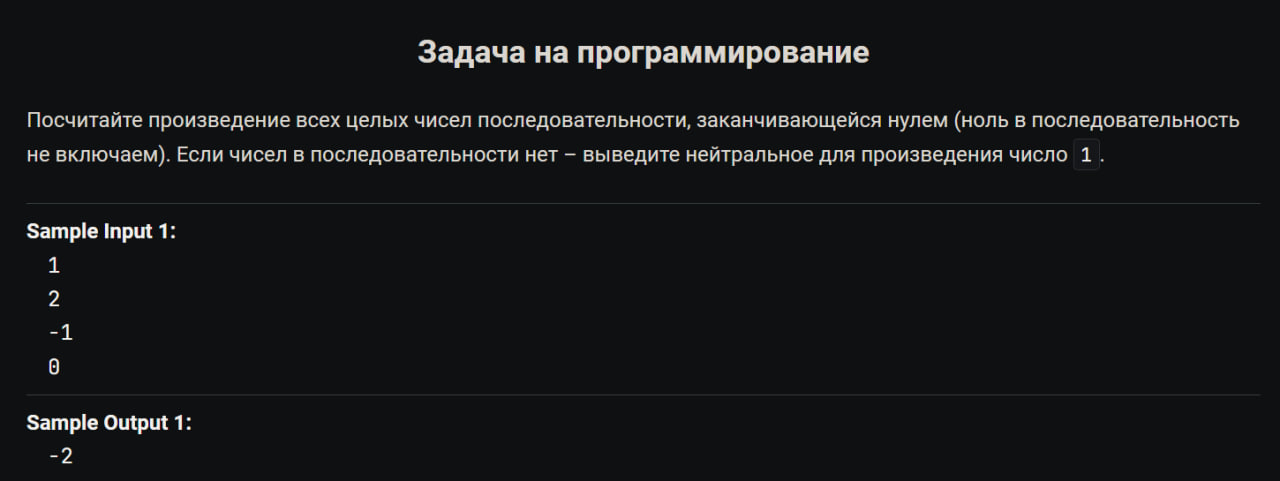 Задача на программирование
Посчитайте произведение всех целых чисел последовательности, заканчивающейся нулем (ноль в последовательность
не включаем). Если чисел в последовательности нет – выведите нейтральное для произведения число 1.
Sample Input 1:
1
2
-1
0
Sample Output 1:
-2